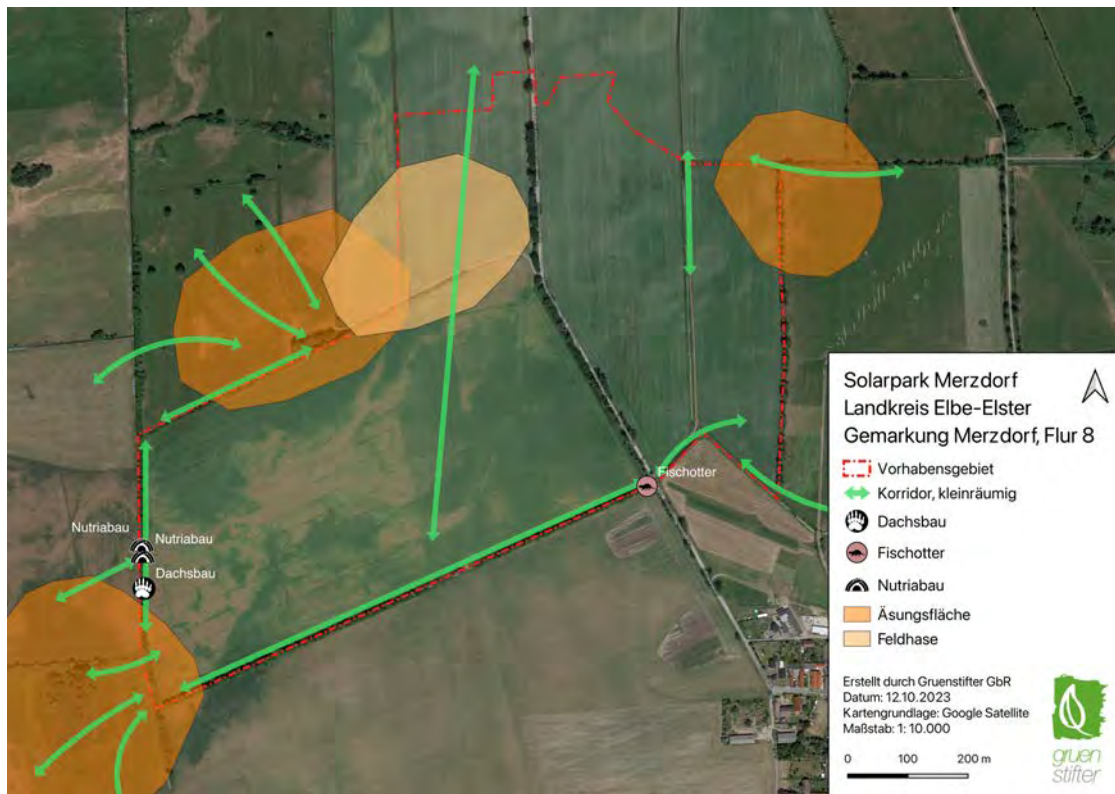 Fischotter
Nutriabau
Nutriabau
Dachsbau
Solarpark Merzdorf
Landkreis Elbe-Elster
Gemarkung Merzdorf, Flur 8
Vorhabensgebiet
Korridor, kleinräumig
Dachsbau
Fischotter
Nutriabau
Äsungsfläche
Feldhase
Erstellt durch Gruenstifter GbR
Datum: 12.10.2023
Kartengrundlage: Google Satellite
Maßstab: 1: 10.000
0 100 200 m
gruen
stifter